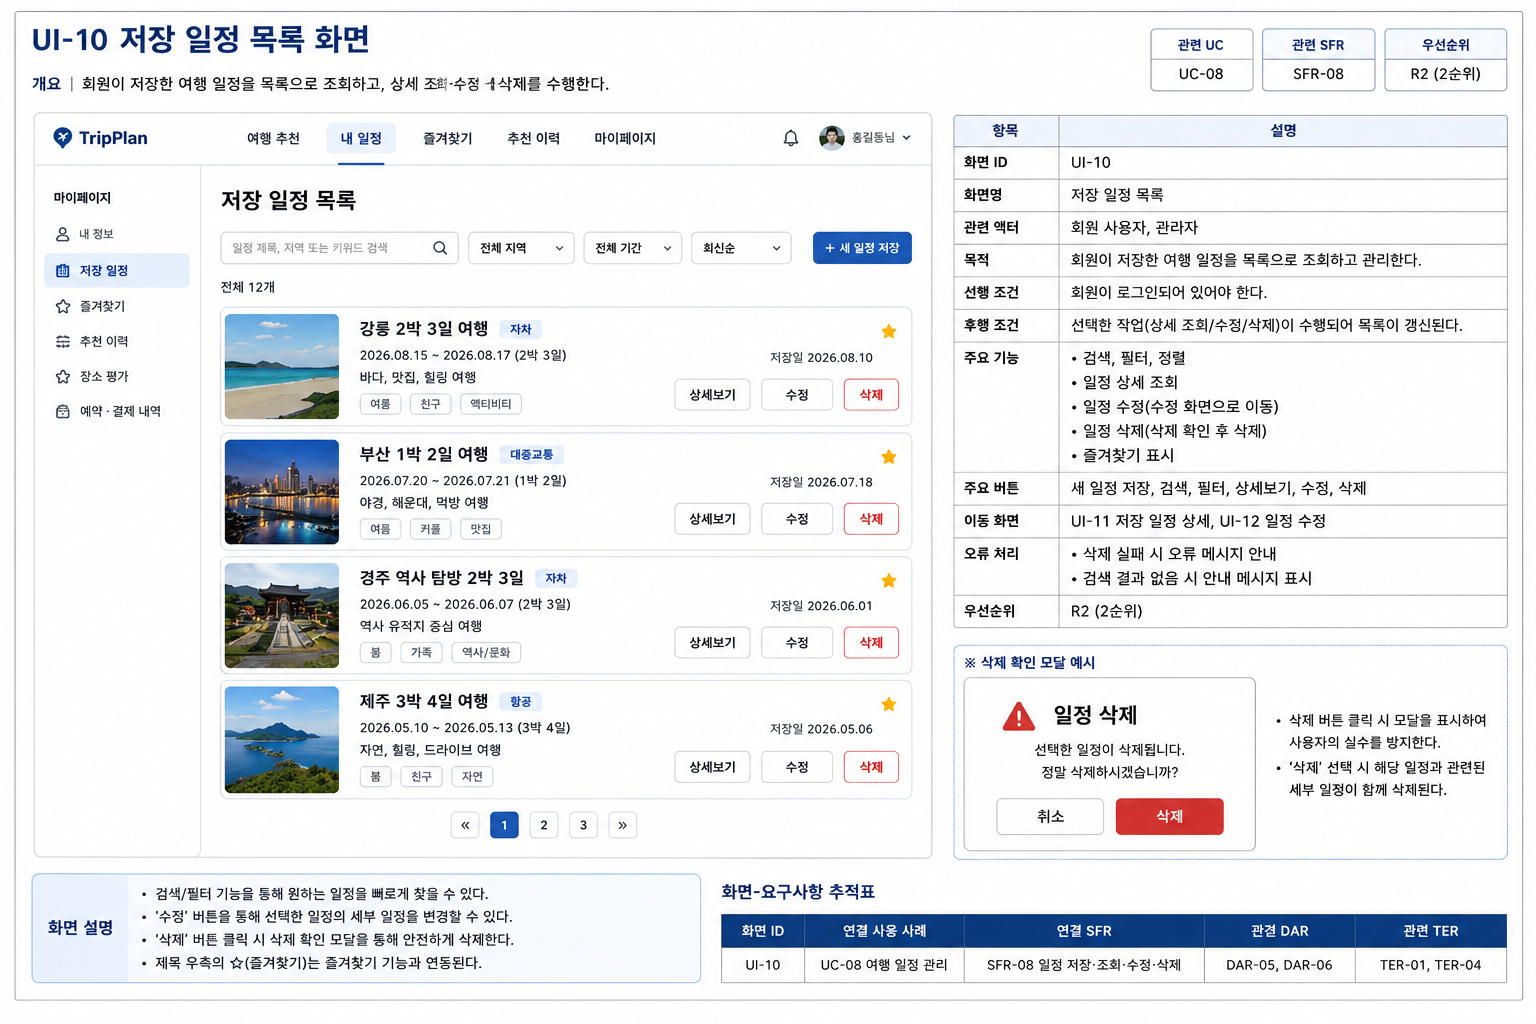 UI-10 저장 일정 목록 화면
개요 | 회원이 저장한 여행 일정을 목록으로 조회하고, 상세 삭제를 수행한다.
관련 UC
UC-08
관련 SFR
SFR-08
우선순위
R2 (2순위)
TripPlan
여행 추천
내 일정
즐겨찾기
추천 이력
마이페이지
홍길동님
마이페이지
내 정보
저장 일정
즐겨찾기
추천 이력
장소 평가
예약 · 결제 내역
저장 일정 목록
일정 제목, 저역 또는 키워드 검색
전체 지역
전체 기간
회신순
+ 새 일정 저장
전체 12개
강릉 2박 3일 여행 자차
2026.08.15 ~ 2026.08.17 (2박 3일)
저장일 2026.08.10
바다, 맛집, 힐링 여행
여름 친구 액티비티
상세보기 수정 삭제
부산 1박 2일 여행 대중교통
2026.07.20 ~ 2026.07.21 (1박 2일)
저장일 2026.07.18
야경, 해운대, 먹방 여행
여름 커플 맛집
상세보기 수정 삭제
경주 역사 탐방 2박 3일 자차
2026.06.05 ~ 2026.06.07 (2박 3일)
저장일 2026.06.01
역사 유적지 중심 여행
봄 가족 역사/문화
상세보기 수정 삭제
제주 3박 4일 여행 항공
2026.05.10 ~ 2026.05.13 (3박 4일)
저장일 2026.05.06
자연, 힐링, 드라이브 여행
봄 친구 자연
상세보기 수정 삭제
« 1 2 3 »
항목 설명
화면 ID UI-10
화면명 저장 일정 목록
관련 액터 회원 사용자, 관라자
목적 회원이 저장한 여행 일정을 목록으로 조회하고 관리한다.
선행 조건 회원이 로그인되어 있어야 한다.
후행 조건 선택한 작업(상세 조회/수정/삭제)이 수행되어 목록이 갱신된다.
주요 기능 • 검색, 필터, 정렬
• 일정 상세 조회
• 일정 수정(수정 화면으로 이동)
• 일정 삭제(삭제 확인 후 삭제)
• 즐겨찾기 표시
주요 버튼 새 일정 저장, 검색, 필터, 상세보기, 수정, 삭제
이동 화면 UI-11 저장 일정 상세, UI-12 일정 수정
오류 처리 • 삭제 실패 시 오류 메시지 안내
• 검색 결과 없음 시 안내 메시지 표시
우선순위 R2 (2순위)
※ 삭제 확인 모달 예시
일정 삭제
선택한 일정이 삭제됩니다.
정말 삭제하시겠습니까?
취소 삭제
• 삭제 버튼 클릭 시 모달을 표시하여
사용자의 실수를 방지한다.
• ‘삭제’ 선택 시 해당 일정과 관련된
세부 일정이 함께 삭제된다.
화면 설명
• 검색/필터 기능을 통해 원하는 일정을 빠르게 찾을 수 있다.
• ‘수정’ 버튼을 통해 선택한 일정의 세부 일정을 변경할 수 있다.
• ‘삭제’ 버튼 클릭 시 삭제 확인 모달을 통해 안전하게 삭제한다.
• 제목 우측의 ☆(즐겨찾기)는 즐겨찾기 기능과 연동된다.
화면-요구사항 추적표
화면 ID 연결 사응 사례 연결 SFR 관결 DAR 관련 TER
UI-10 UC-08 여행 일정 관리 SFR-08 일정 저장·조회·수정·삭제 DAR-05, DAR-06 TER-01, TER-04